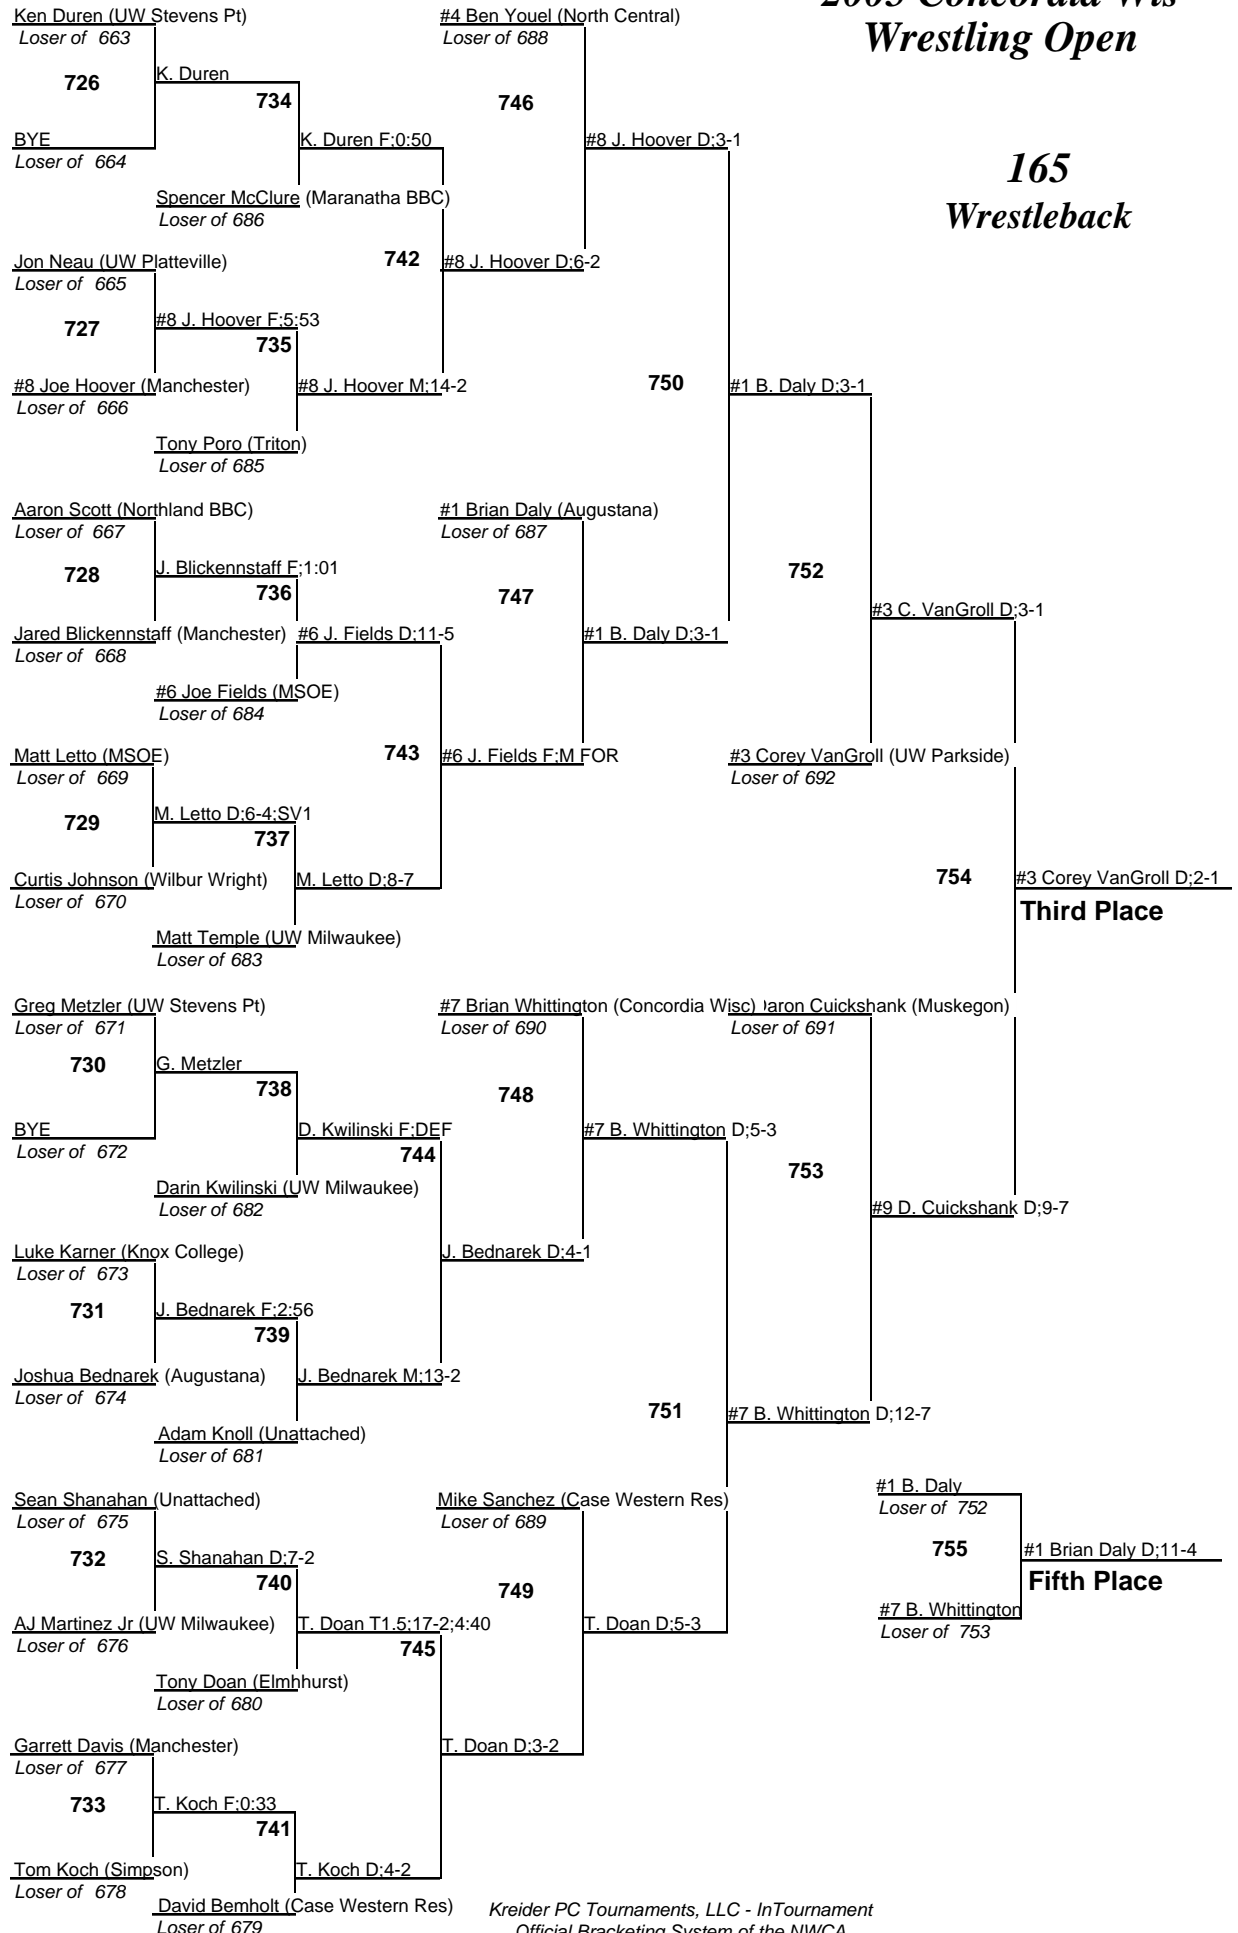 2005 Concordia Wis
Wrestling Open
165
Wrestleback
Ken Duren (UW Stevens Pt)
Loser of 663
726
K. Duren
BYE
Loser of 664
734
K. Duren F;0:50
Spencer McClure (Maranatha BBC)
Loser of 686
Jon Neau (UW Platteville)
Loser of 665
727
#8 J. Hoover F;5:53
#8 Joe Hoover (Manchester)
Loser of 666
735
#8 J. Hoover M;14-2
Tony Poro (Triton)
Loser of 685
742
#8 J. Hoover D;6-2
#4 Ben Youel (North Central)
Loser of 688
746
#8 J. Hoover D;3-1
Aaron Scott (Northland BBC)
Loser of 667
728
J. Blickennstaff F;1:01
Jared Blickennstaff (Manchester)
Loser of 668
736
#6 J. Fields D;11-5
#6 Joe Fields (MSOE)
Loser of 684
Matt Letto (MSOE)
Loser of 669
729
M. Letto D;6-4;SV1
Curtis Johnson (Wilbur Wright)
Loser of 670
737
M. Letto D;8-7
Matt Temple (UW Milwaukee)
Loser of 683
743
#6 J. Fields F;M FOR
#1 Brian Daly (Augustana)
Loser of 687
747
#1 B. Daly D;3-1
750
#1 B. Daly D;3-1
752
#3 C. VanGroll D;3-1
#3 Corey VanGroll (UW Parkside)
Loser of 692
754
#3 Corey VanGroll D;2-1
Third Place
Greg Metzler (UW Stevens Pt)
Loser of 671
730
G. Metzler
BYE
Loser of 672
738
D. Kwilinski F;DEF
Darin Kwilinski (UW Milwaukee)
Loser of 682
744
J. Bednarek D;4-1
Luke Karner (Knox College)
Loser of 673
731
J. Bednarek F;2:56
Joshua Bednarek (Augustana)
Loser of 674
739
J. Bednarek M;13-2
Adam Knoll (Unattached)
Loser of 681
#7 Brian Whittington (Concordia Wisc)
Loser of 690
748
#7 B. Whittington D;5-3
aron Cuickshank (Muskegon)
Loser of 691
753
#9 D. Cuickshank D;9-7
751
#7 B. Whittington D;12-7
Sean Shanahan (Unattached)
Loser of 675
732
S. Shanahan D;7-2
AJ Martinez Jr (UW Milwaukee)
Loser of 676
740
T. Doan T1.5;17-2;4:40
Tony Doan (Elmhhurst)
Loser of 680
745
T. Doan D;3-2
Garrett Davis (Manchester)
Loser of 677
733
T. Koch F;0:33
Tom Koch (Simpson)
Loser of 678
741
T. Koch D;4-2
David Bemholt (Case Western Res)
Loser of 679
Mike Sanchez (Case Western Res)
Loser of 689
749
T. Doan D;5-3
#1 B. Daly
Loser of 752
755
#1 Brian Daly D;11-4
Fifth Place
#7 B. Whittington
Loser of 753
Kreider PC Tournaments, LLC - InTournament
Official Bracketing System of the NWCA